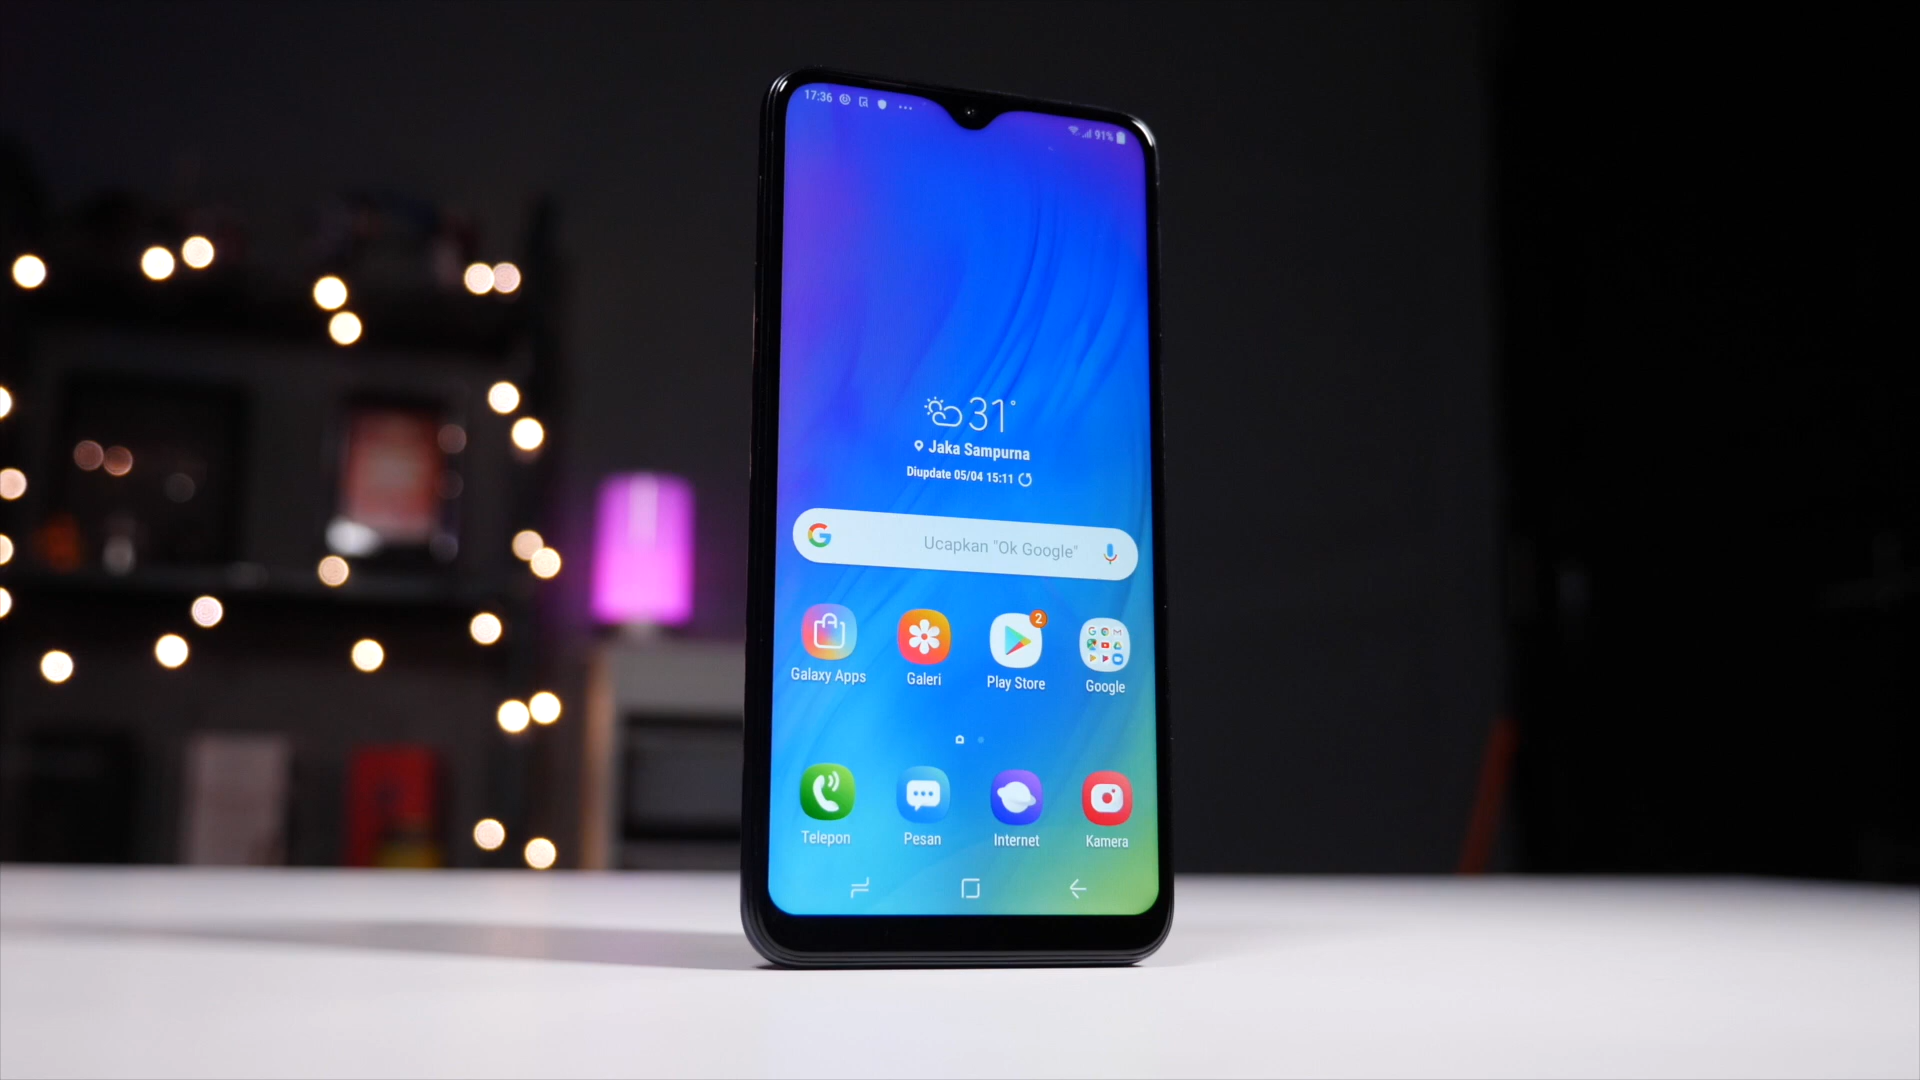 17:36
91%
31°
Jaka Sampurna
Diupdate 05/04 15:11
Ucapkan "Ok Google"
2
Galaxy Apps
Galeri
Play Store
Google
Telepon
Pesan
Internet
Kamera